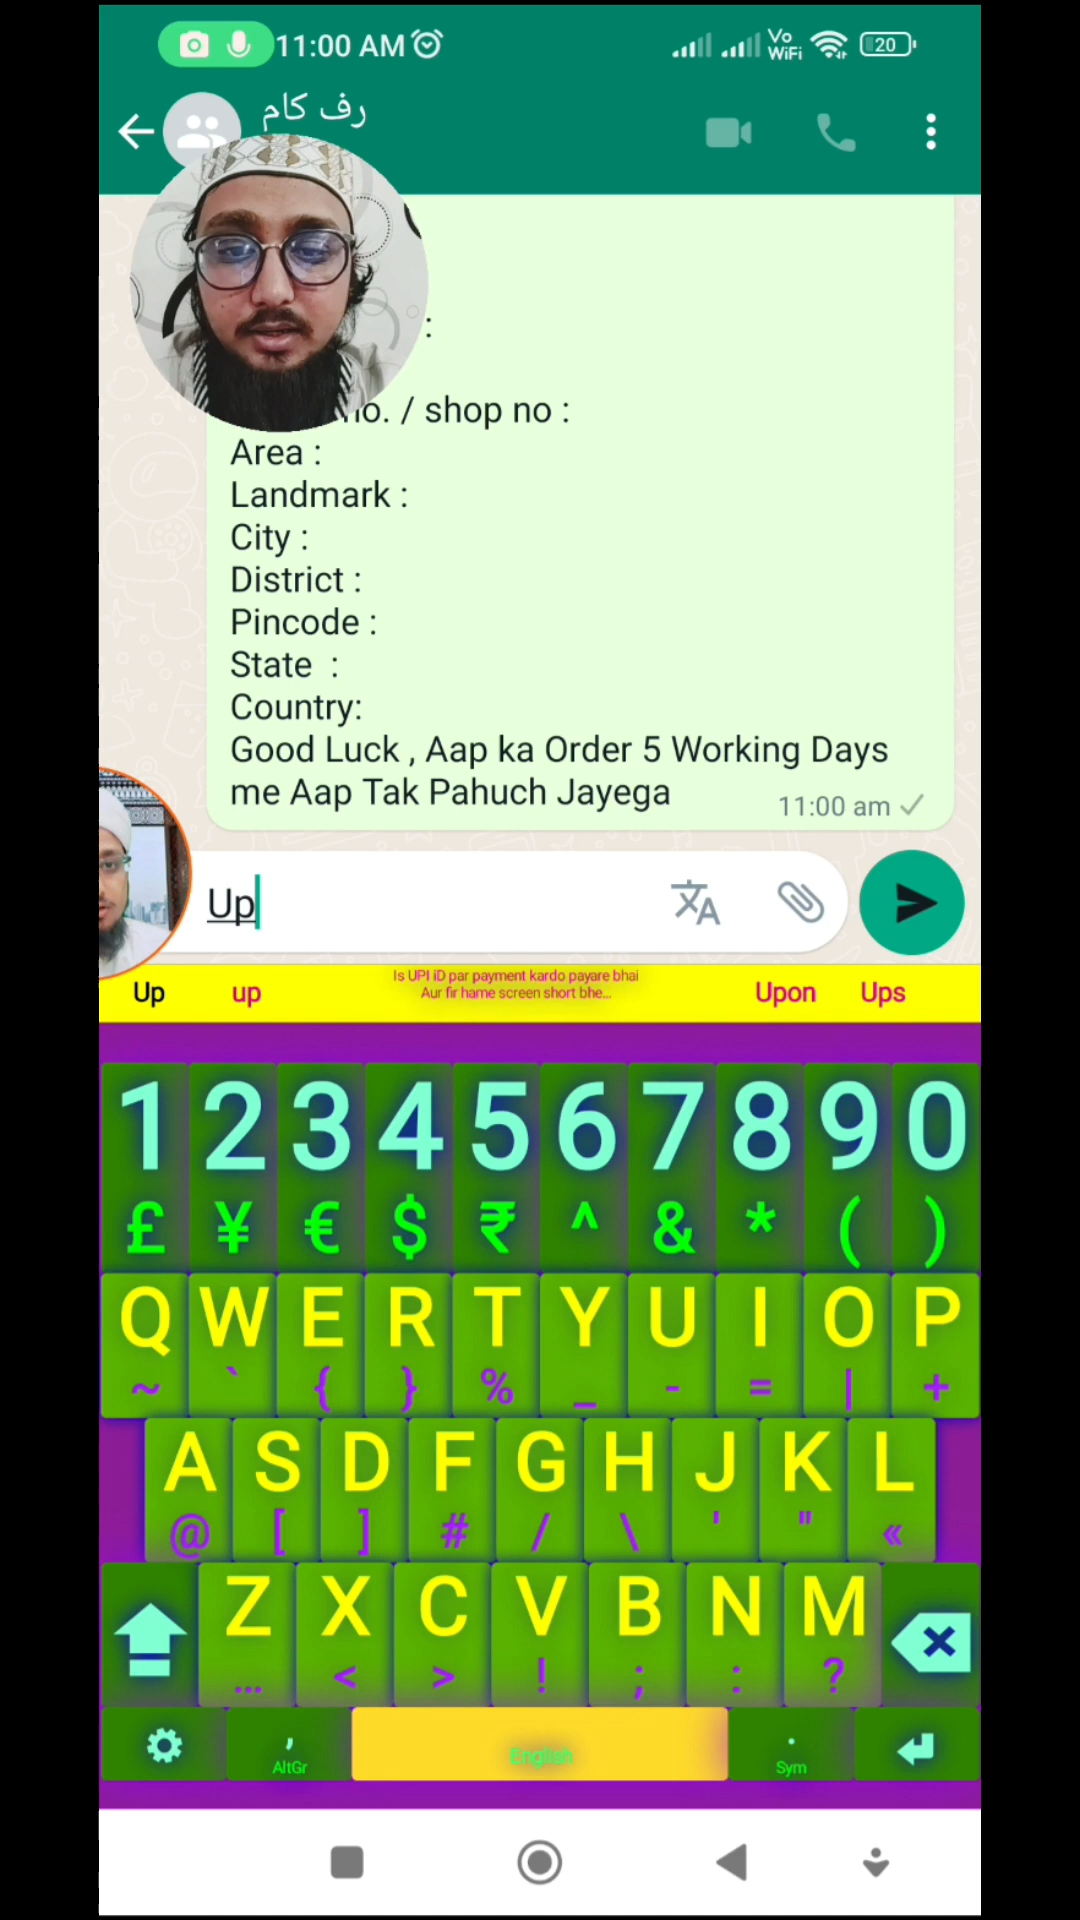 11:00 AM
Vo
WiFi
20
رف كام
:
no. / shop no :
Area :
Landmark :
City :
District :
Pincode :
State :
Country:
Good Luck , Aap ka Order 5 Working Days
me Aap Tak Pahuch Jayega
11:00 am
Up
Up up Is UPI iD par payment kardo payare bhai
Aur fir hame screen short bhe...
Upon Ups
1 2 3 4 5 6 7 8 9 0
£ ¥ € $ ₹ ^ & * ( )
Q W E R T Y U I O P
~ ` { } % _ - = | +
A S D F G H J K L
@ [ ] # / \ ' " «
Z X C V B N M
... < > ! ; : ?
, English .
AltGr Sym